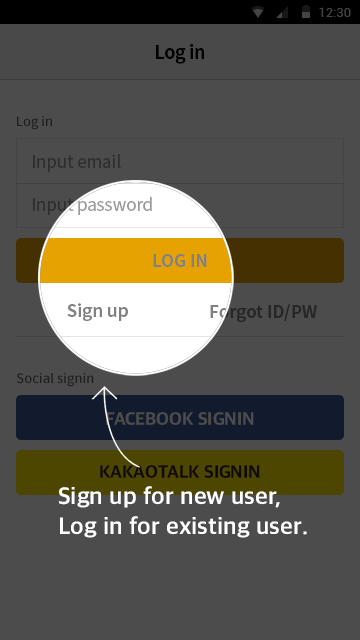 12:30
Log in
Log in
Input email
Input password
LOG IN
Sign up Forgot ID/PW
Social signin
FACEBOOK SIGNIN
KAKAOTALK SIGNIN
Sign up for new user,
Log in for existing user.